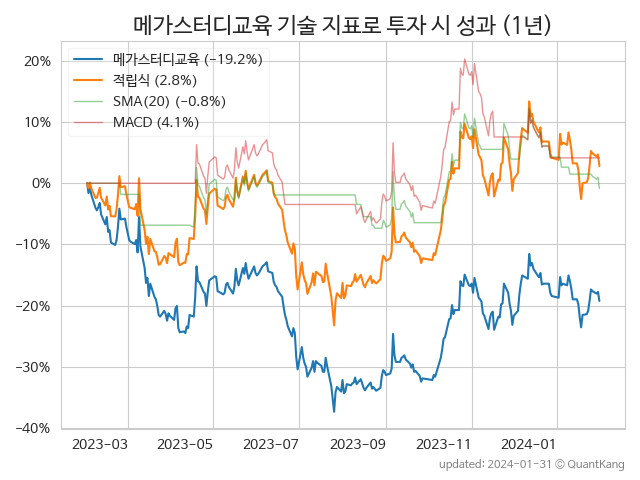 메가스터디교육 기술 지표로 투자 시 성과 (1년)
메가스터디교육 (−19.2%)
적립식 (2.8%)
SMA(20) (−0.8%)
MACD (4.1%)
20%
10%
0%
−10%
−20%
−30%
−40%
2023-03 2023-05 2023-07 2023-09 2023-11 2024-01
updated: 2024-01-31 © QuantKang